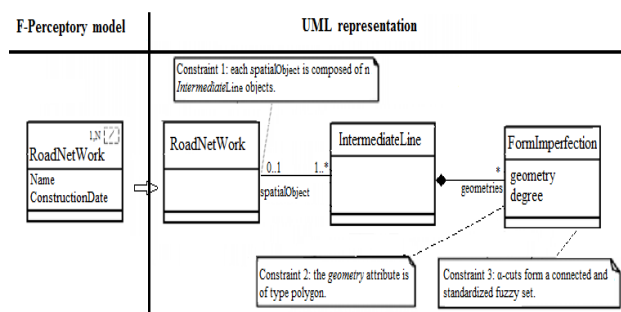 F-Perceptory model
UML representation
Constraint 1: each spatialObject is composed of n
IntermediateLine objects.
1,N
RoadNetWork
Name
ConstructionDate
RoadNetWork
0..1
spatialObject
1..*
IntermediateLine
*
geometries
FormImperfection
geometry
degree
Constraint 2: the geometry attribute is
of type polygon.
Constraint 3: α-cuts form a connected and
standardized fuzzy set.